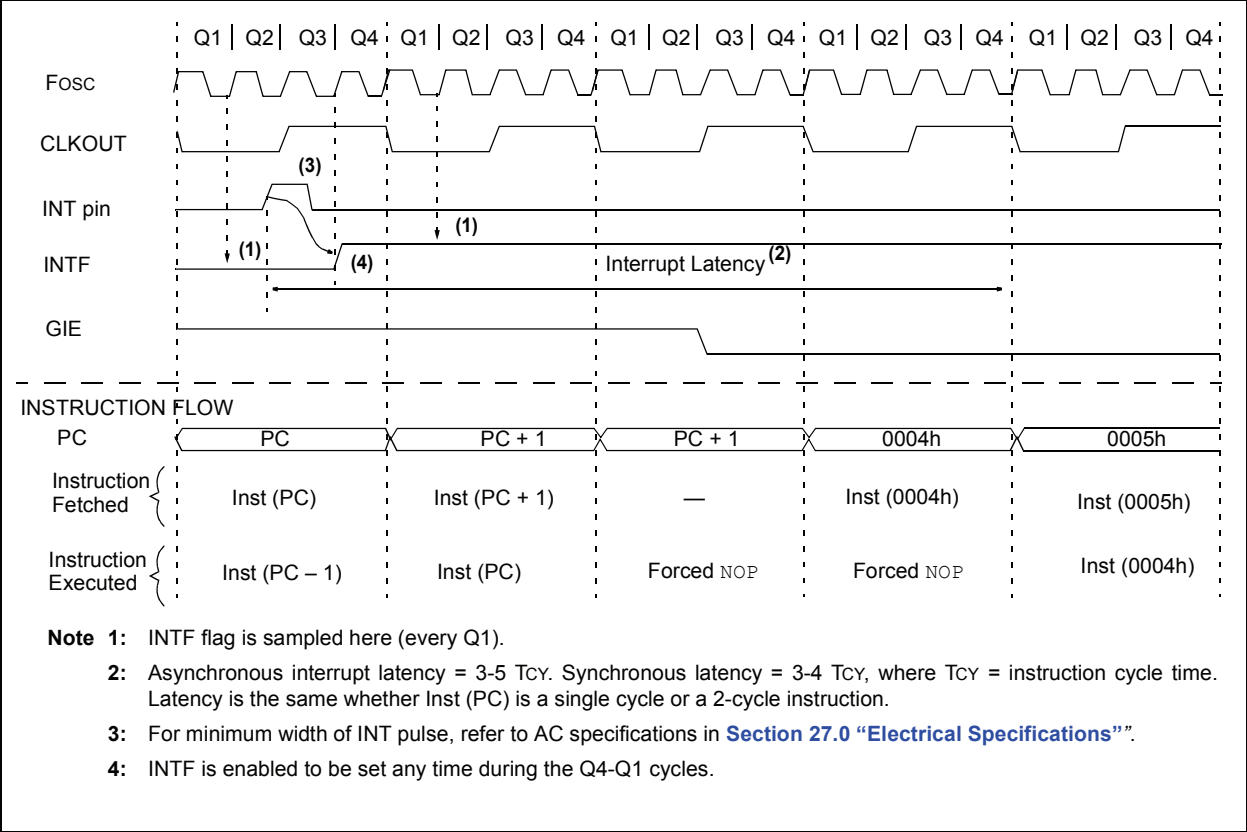 Q1 Q2 Q3 Q4 Q1 Q2 Q3 Q4 Q1 Q2 Q3 Q4 Q1 Q2 Q3 Q4 Q1 Q2 Q3 Q4
FOSC
CLKOUT
(3)
INT pin
(1)
(1)
INTF
(4)
Interrupt Latency (2)
GIE
INSTRUCTION FLOW
PC PC PC + 1 PC + 1 0004h 0005h
Instruction
Fetched
Inst (PC) Inst (PC + 1) — Inst (0004h) Inst (0005h)
Instruction
Executed
Inst (PC – 1) Inst (PC) Forced NOP Forced NOP Inst (0004h)
Note 1: INTF flag is sampled here (every Q1).
2: Asynchronous interrupt latency = 3-5 TCY. Synchronous latency = 3-4 TCY, where TCY = instruction cycle time.
Latency is the same whether Inst (PC) is a single cycle or a 2-cycle instruction.
3: For minimum width of INT pulse, refer to AC specifications in Section 27.0 “Electrical Specifications””.
4: INTF is enabled to be set any time during the Q4-Q1 cycles.